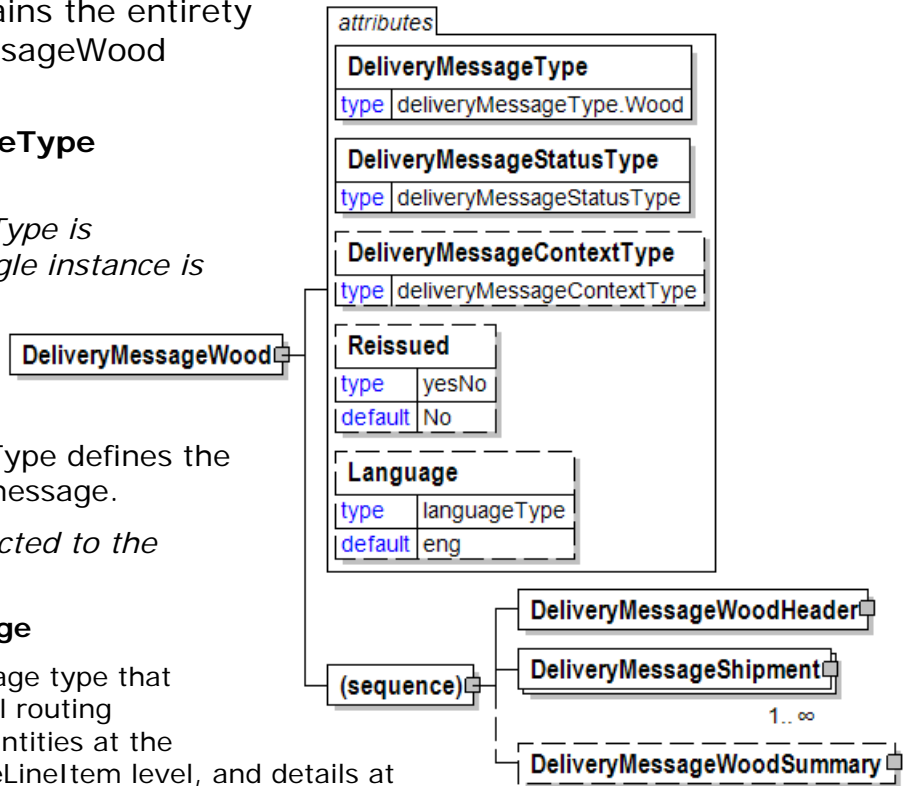 ains the entirety
ssageWood
eType
Type is
gle instance is
Type defines the
message.
cted to the
ge
age type that
l routing
ntities at the
eLineItem level, and details at
attributes
DeliveryMessageType
type deliveryMessageType.Wood
DeliveryMessageStatusType
type deliveryMessageStatusType
DeliveryMessageContextType
type deliveryMessageContextType
Reissued
type yesNo
default No
Language
type languageType
default eng
DeliveryMessageWood
(sequence)
DeliveryMessageWoodHeader
DeliveryMessageShipment
1.. ∞
DeliveryMessageWoodSummary